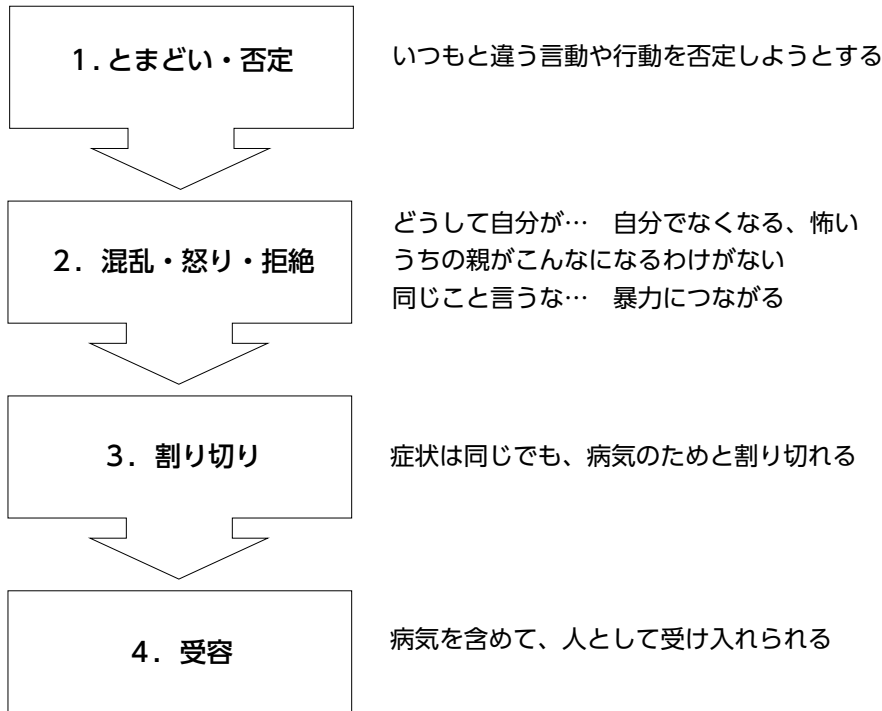 1. とまどい・否定
いつもと違う言動や行動を否定しようとする
2. 混乱・怒り・拒絶
どうして自分が… 自分でなくなる、怖い
うちの親がこんなになるわけがない
同じこと言うな… 暴力につながる
3. 割り切り
症状は同じでも、病気のためと割り切れる
4. 受容
病気を含めて、人として受け入れられる